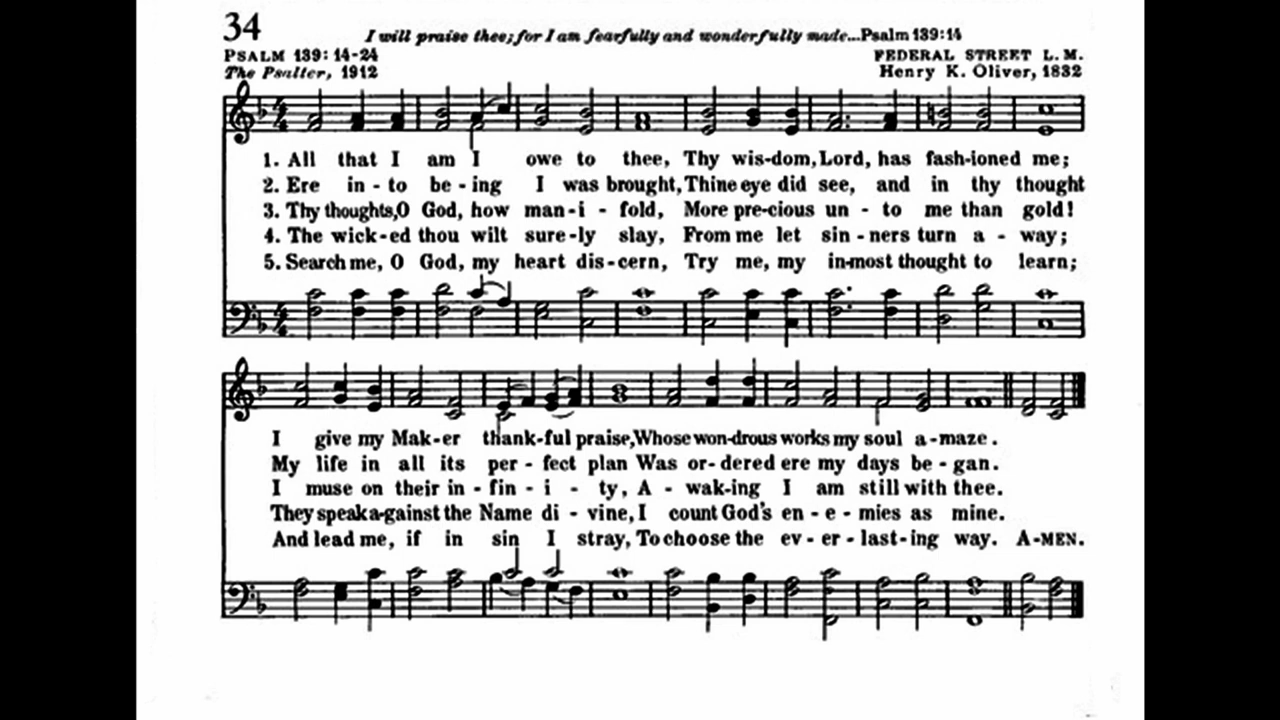 34
I will praise thee; for I am fearfully and wonderfully made...Psalm 139:14
PSALM 139: 14-24
FEDERAL STREET L. M.
The Psalter, 1912
Henry K. Oliver, 1832
1. All that I am I owe to thee, Thy wis-dom, Lord, has fash-ioned me;
2. Ere in - to be - ing I was brought, Thine eye did see, and in thy thought
3. Thy thoughts, O God, how man - i - fold, More pre-cious un - to me than gold!
4. The wick-ed thou wilt sure-ly slay, From me let sin - ners turn a - way;
5. Search me, O God, my heart dis-cern, Try me, my in-most thought to learn;
I give my Mak-er thank-ful praise, Whose won-drous works my soul a-maze.
My life in all its per - fect plan Was or-dered ere my days be - gan.
I muse on their in - fin - i - ty, A - wak-ing I am still with thee.
They speak a-gainst the Name di - vine, I count God's en - e - mies as mine.
And lead me, if in sin I stray, To choose the ev - er - last-ing way. A-MEN.